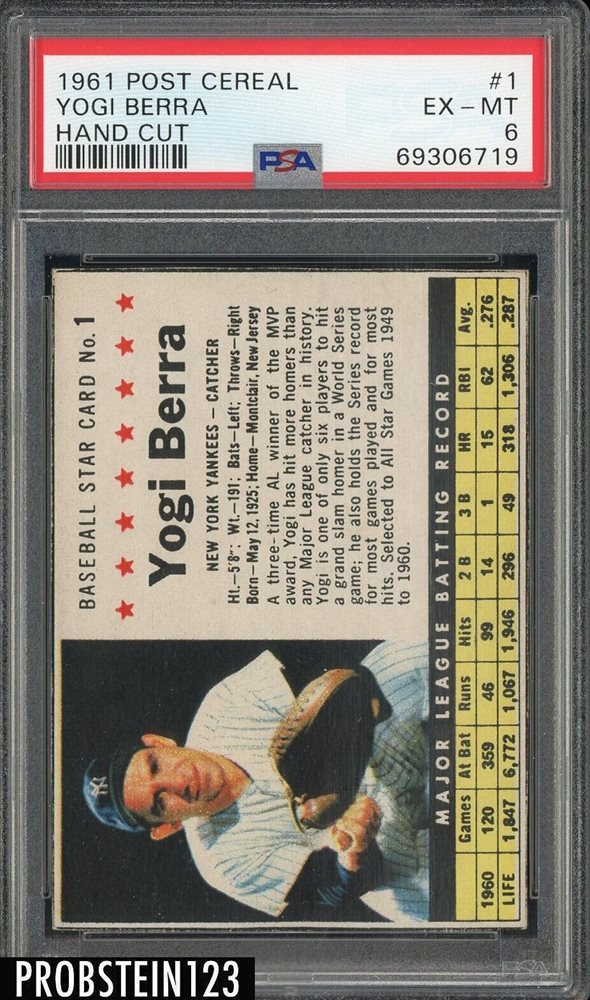 1961 POST CEREAL #1
YOGI BERRA EX - MT
HAND CUT 6
PSA 69306719
BASEBALL STAR CARD No. 1
Yogi Berra
NEW YORK YANKEES – CATCHER
Ht.–5'8"; Wt.–191; Bats–Left; Throws–Right
Born–May 12, 1925; Home–Montclair, New Jersey
A three-time AL winner of the MVP
award, Yogi has hit more homers than
any Major League catcher in history.
Yogi is one of only six players to hit
a grand slam homer in a World Series
game; he also holds the Series record
for most games played and for most
hits. Selected to All Star Games 1949
to 1960.
NY
MAJOR LEAGUE BATTING RECORD
Games At Bat Runs Hits 2 B 3 B HR RBI Avg.
1960 120 359 46 99 14 1 15 62 .276
LIFE 1,847 6,772 1,067 1,946 296 49 318 1,306 .287
PROBSTEIN123